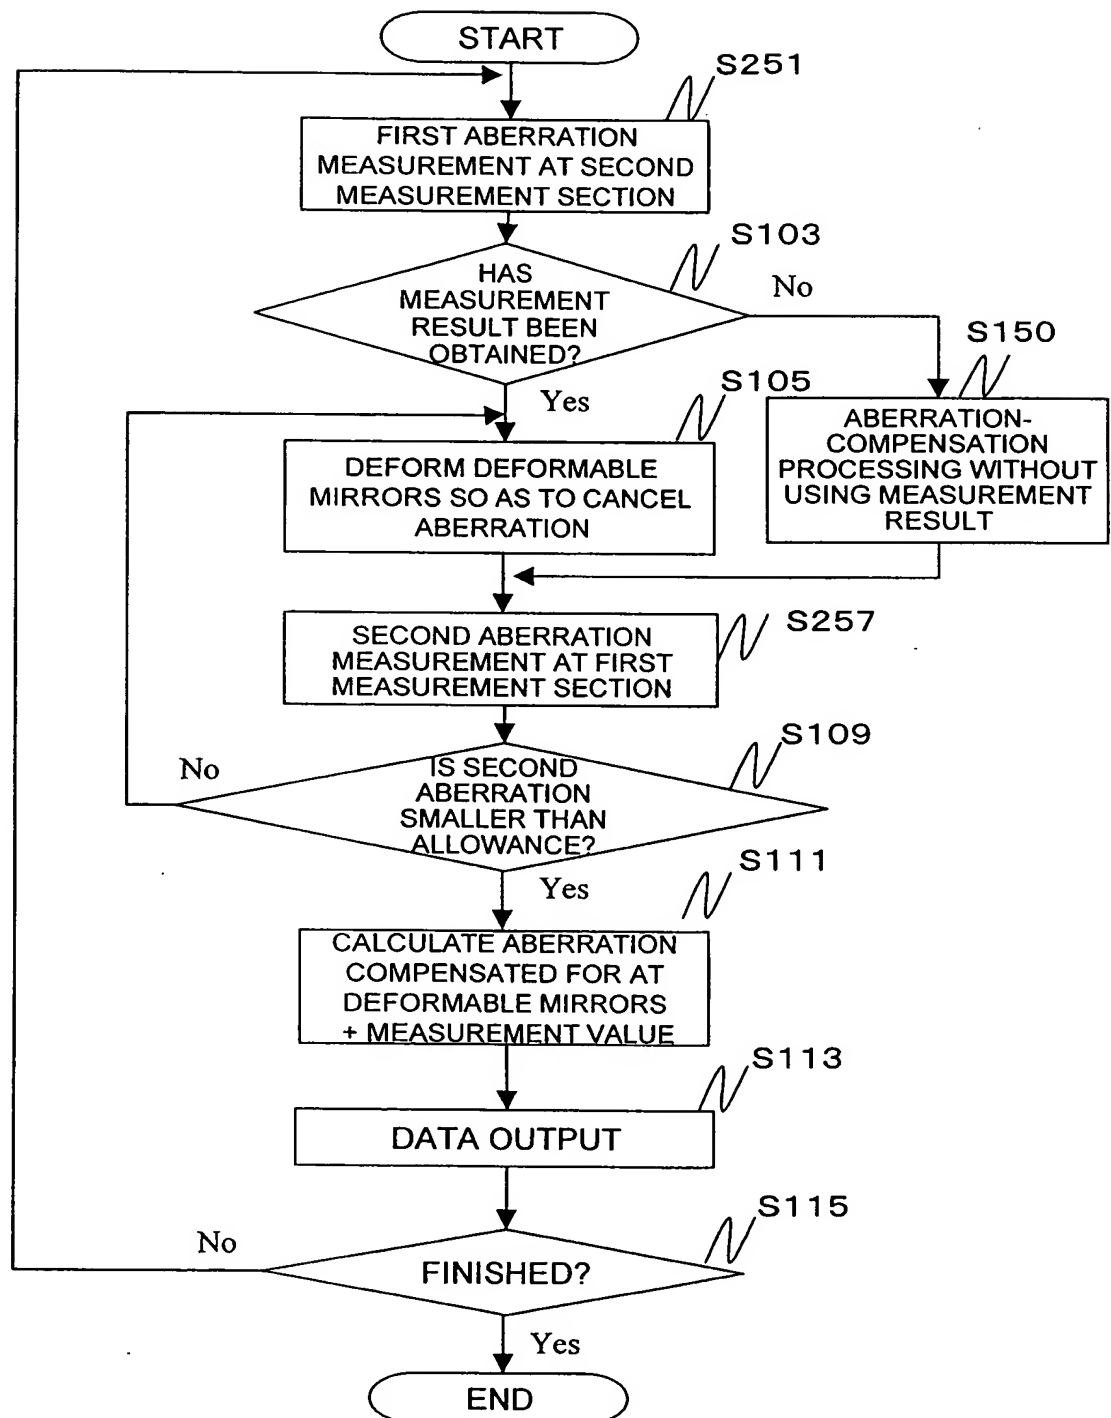 START
S251
FIRST ABERRATION
MEASUREMENT AT SECOND
MEASUREMENT SECTION
S103
HAS
MEASUREMENT
RESULT BEEN
OBTAINED?
No
Yes
S150
ABERRATION-
COMPENSATION
PROCESSING WITHOUT
USING MEASUREMENT
RESULT
S105
DEFORM DEFORMABLE
MIRRORS SO AS TO CANCEL
ABERRATION
S257
SECOND ABERRATION
MEASUREMENT AT FIRST
MEASUREMENT SECTION
S109
No
IS SECOND
ABERRATION
SMALLER THAN
ALLOWANCE?
Yes
S111
CALCULATE ABERRATION
COMPENSATED FOR AT
DEFORMABLE MIRRORS
+ MEASUREMENT VALUE
S113
DATA OUTPUT
S115
No
FINISHED?
Yes
END